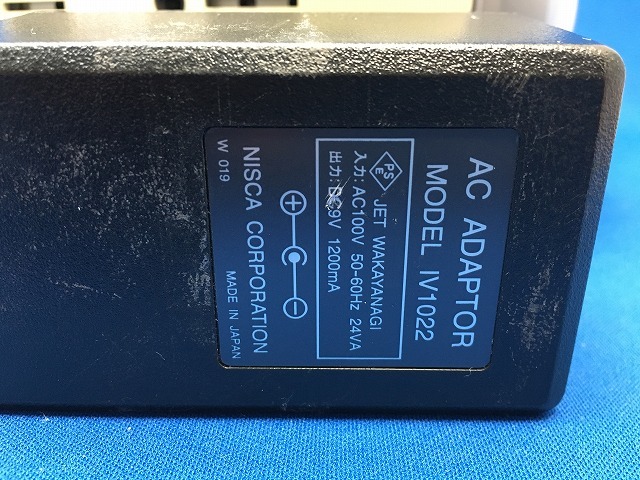 AC ADAPTOR
MODEL IV1022
PS
E
JET WAKAYANAGI
入力:AC100V 50-60Hz 24VA
出力:DC9V 1200mA
NISCA CORPORATION
W 019
MADE IN JAPAN